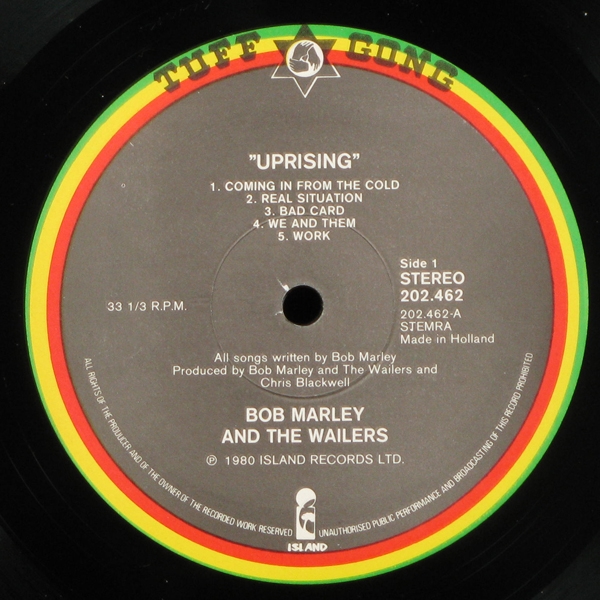 TUFF GONG
"UPRISING"
1. COMING IN FROM THE COLD
2. REAL SITUATION
3. BAD CARD
4. WE AND THEM
5. WORK
Side 1
STEREO
202.462
33 1/3 R.P.M.
202.462-A
STEMRA
Made in Holland
All songs written by Bob Marley
Produced by Bob Marley and The Wailers and
Chris Blackwell
BOB MARLEY
AND THE WAILERS
℗ 1980 ISLAND RECORDS LTD.
ALL RIGHTS OF THE PRODUCER AND OF THE OWNER OF THE RECORDED WORK RESERVED UNAUTHORISED PUBLIC PERFORMANCE AND BROADCASTING OF THIS RECORD PROHIBITED
ISLAND